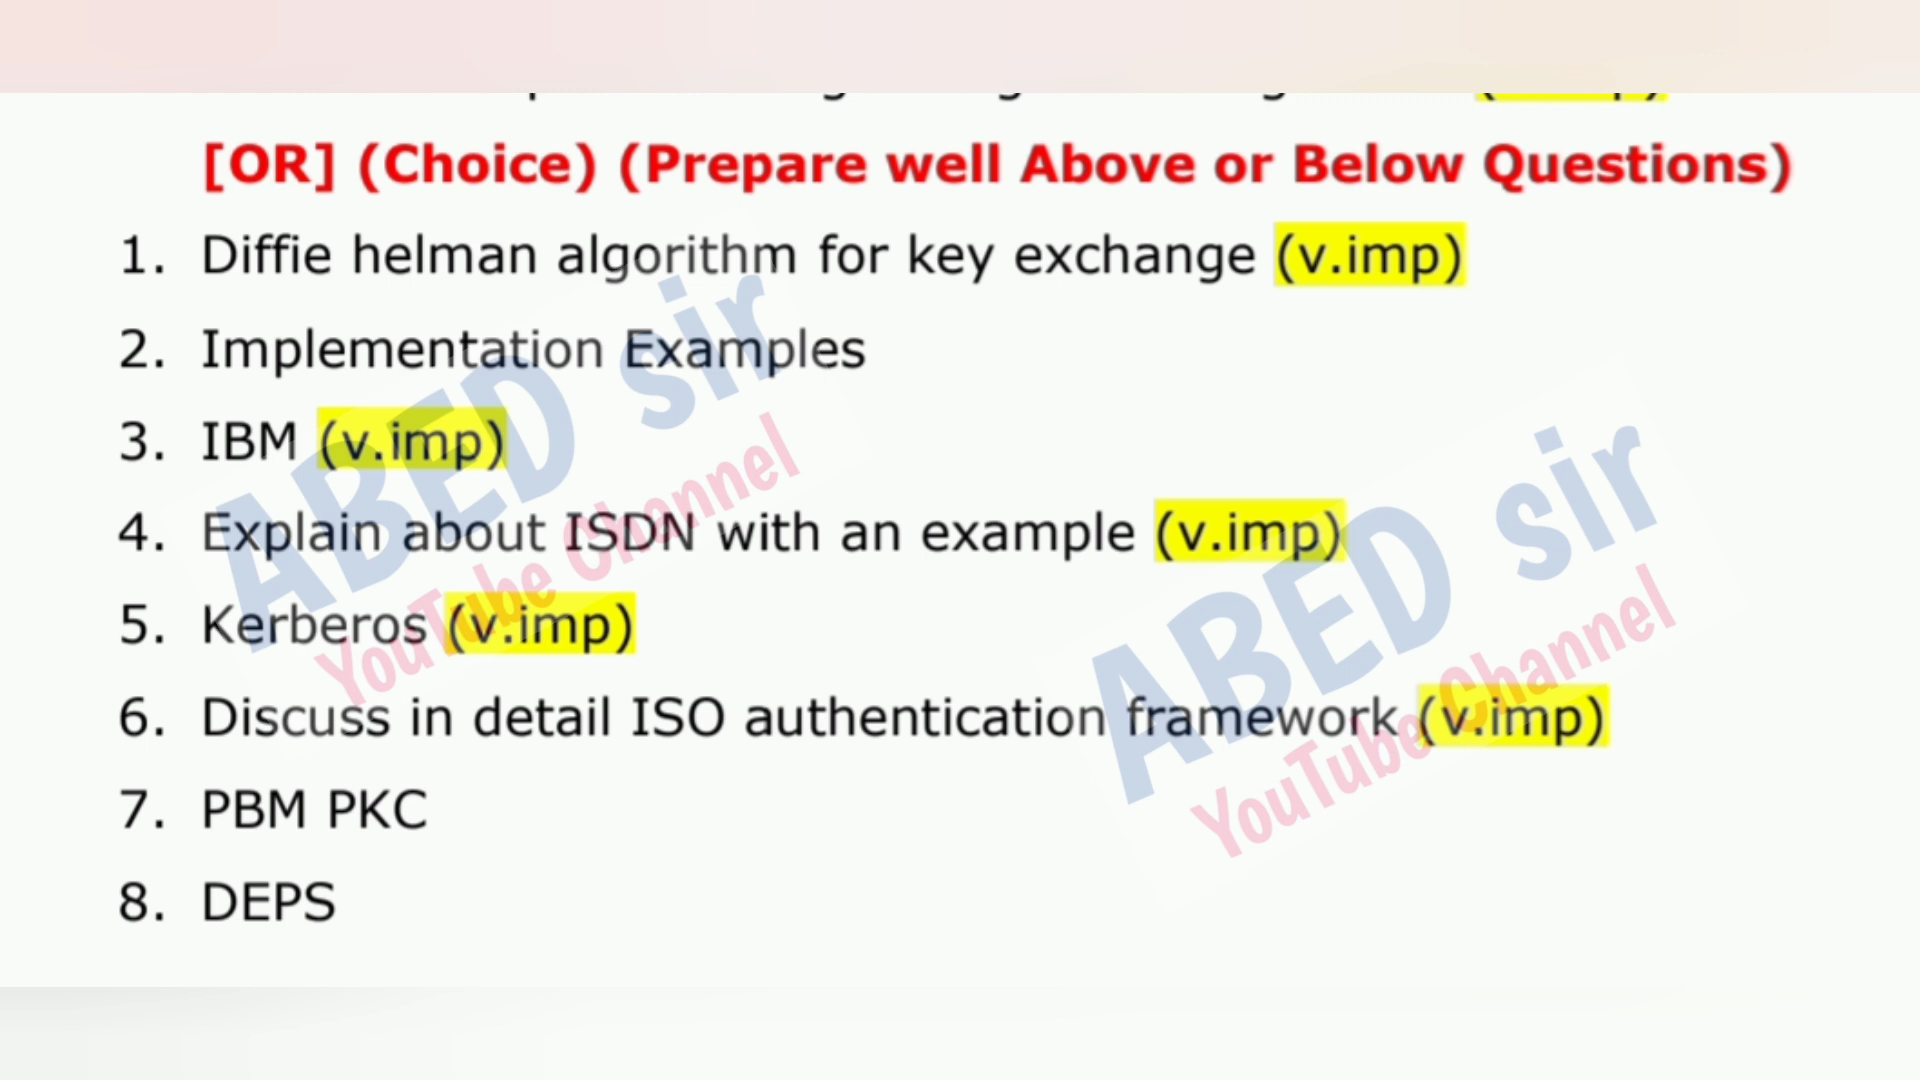 [OR] (Choice) (Prepare well Above or Below Questions)
1. Diffie helman algorithm for key exchange (v.imp)
2. Implementation Examples
3. IBM (v.imp)
4. Explain about ISDN with an example (v.imp)
5. Kerberos (v.imp)
6. Discuss in detail ISO authentication framework (v.imp)
7. PBM PKC
8. DEPS
ABED sir
YouTube Channel
ABED sir
YouTube Channel